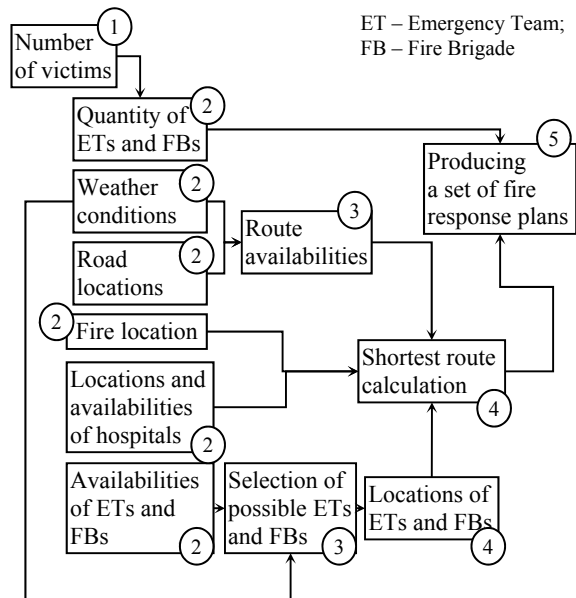 ET – Emergency Team;
FB – Fire Brigade
1
Number
of victims
2
Quantity of
ETs and FBs
5
Producing
a set of fire
response plans
2
Weather
conditions
3
Route
availabilities
2
Road
locations
2
Fire location
Shortest route
calculation
4
Locations and
availabilities
of hospitals
2
Availabilities
of ETs and
FBs
2
Selection of
possible ETs
and FBs
3
Locations of
ETs and FBs
4